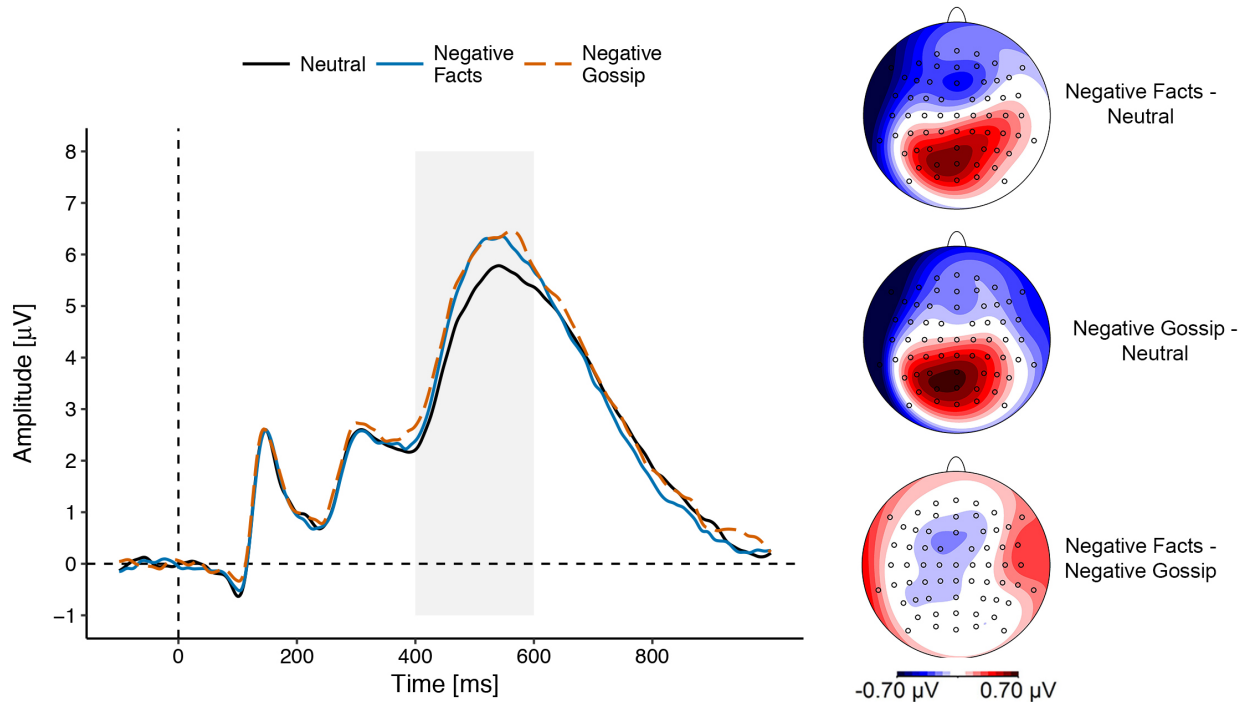 Neutral
Negative
Facts
Negative
Gossip
Amplitude [µV]
8
7
6
5
4
3
2
1
0
−1
0
200
400
600
800
Time [ms]
Negative Facts -
Neutral
Negative Gossip -
Neutral
Negative Facts -
Negative Gossip
-0.70 µV
0.70 µV